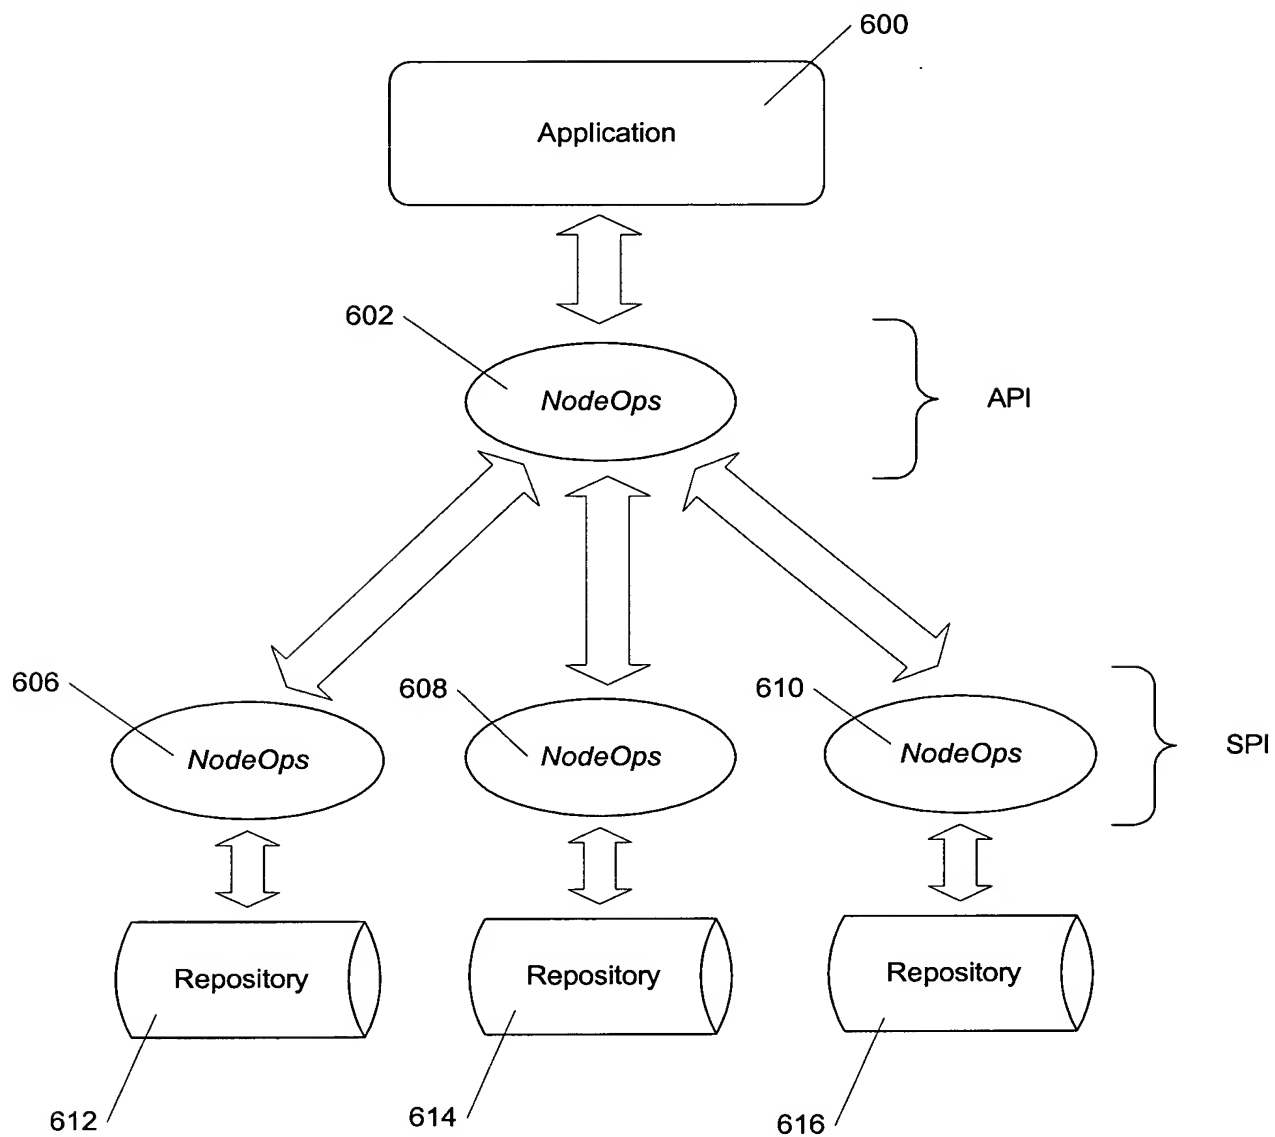 600
Application
602
NodeOps
API
606
608
610
NodeOps
NodeOps
NodeOps
SPI
Repository
Repository
Repository
612
614
616